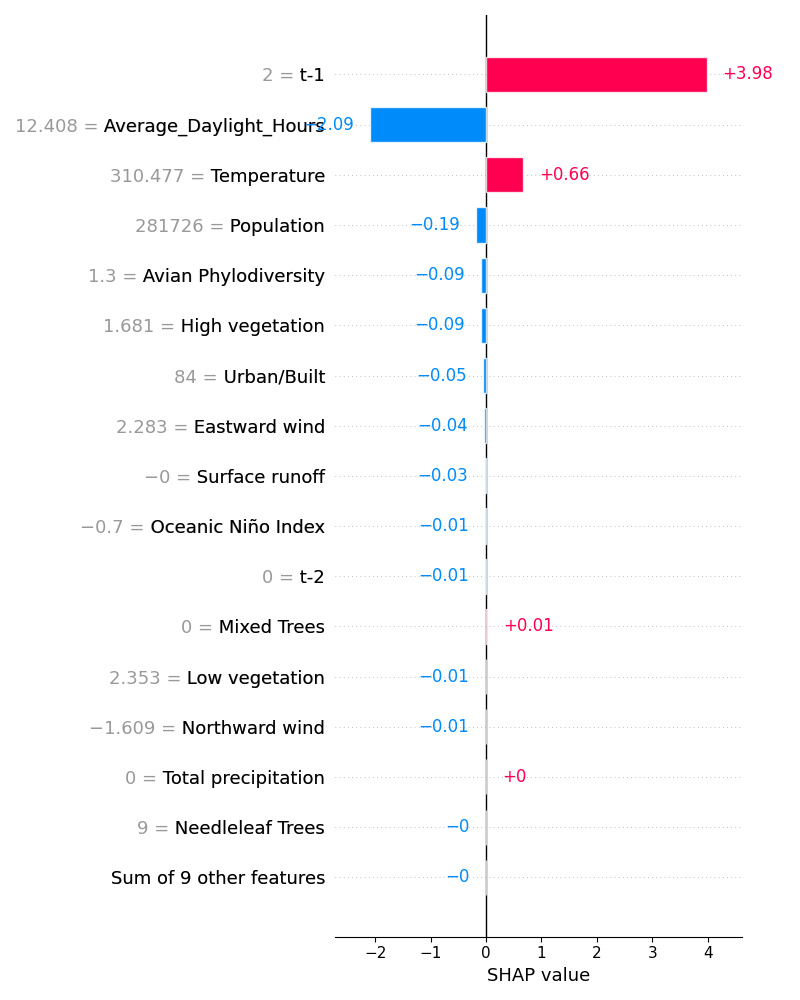 2 = t-1 +3.98
12.408 = Average_Daylight_Hours −2.09
310.477 = Temperature +0.66
281726 = Population −0.19
1.3 = Avian Phylodiversity −0.09
1.681 = High vegetation −0.09
84 = Urban/Built −0.05
2.283 = Eastward wind −0.04
−0 = Surface runoff −0.03
−0.7 = Oceanic Niño Index −0.01
0 = t-2 −0.01
0 = Mixed Trees +0.01
2.353 = Low vegetation −0.01
−1.609 = Northward wind −0.01
0 = Total precipitation +0
9 = Needleleaf Trees −0
Sum of 9 other features −0
−2 −1 0 1 2 3 4
SHAP value